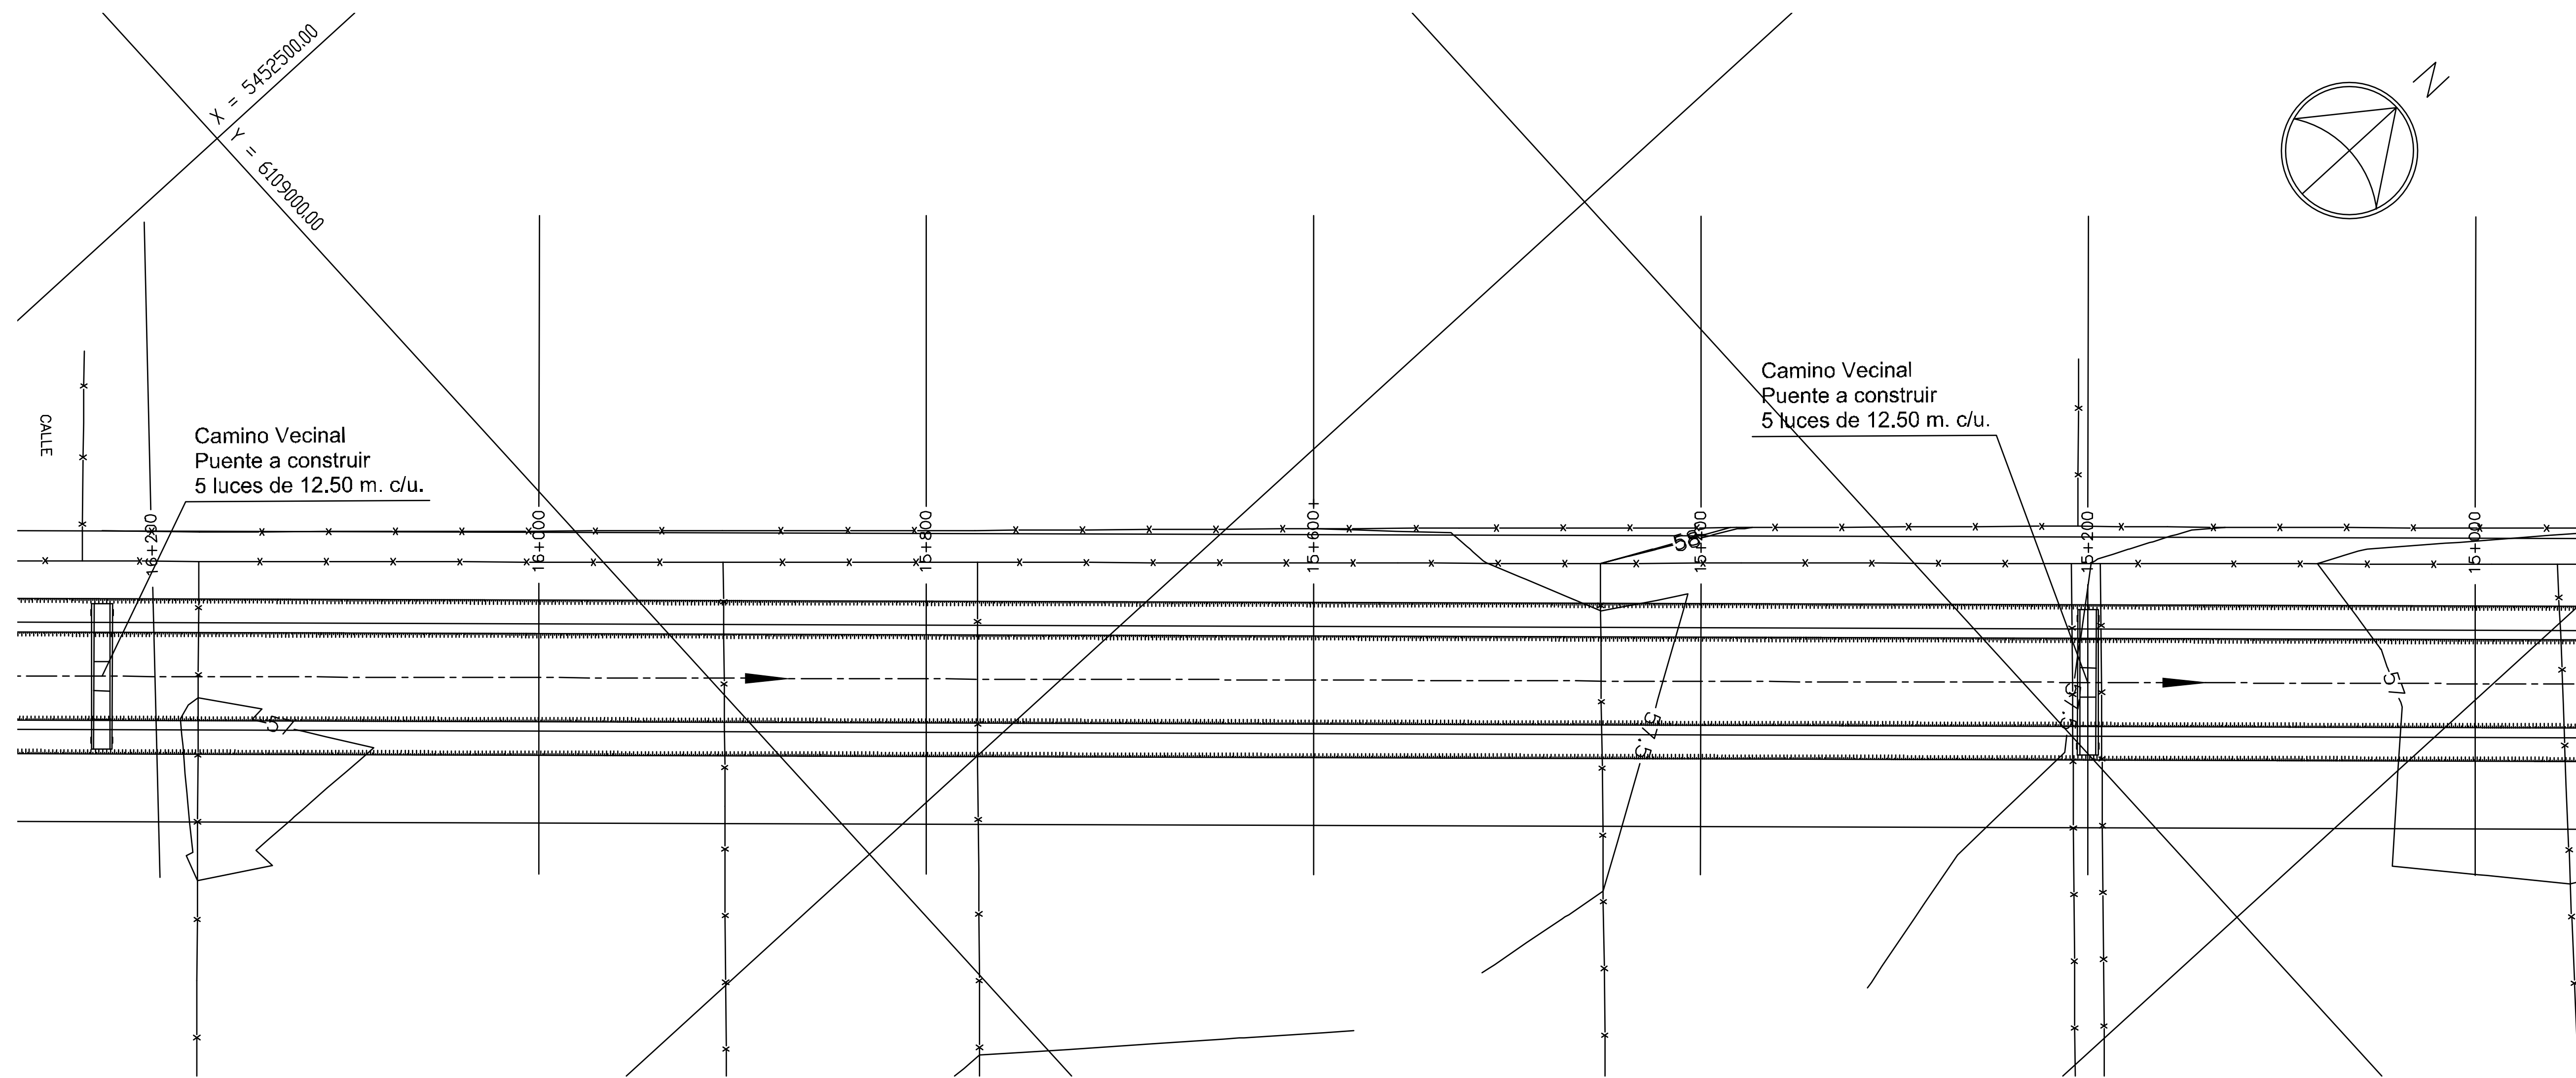 X = 5452500.00
Y = 6109000.00
N
CALLE
Camino Vecinal
Puente a construir
5 luces de 12.50 m. c/u.
Camino Vecinal
Puente a construir
5 luces de 12.50 m. c/u.
16+200
16+000
15+800
15+600+
15+400
15+200
15+000
58
57
57.5
57.5
57